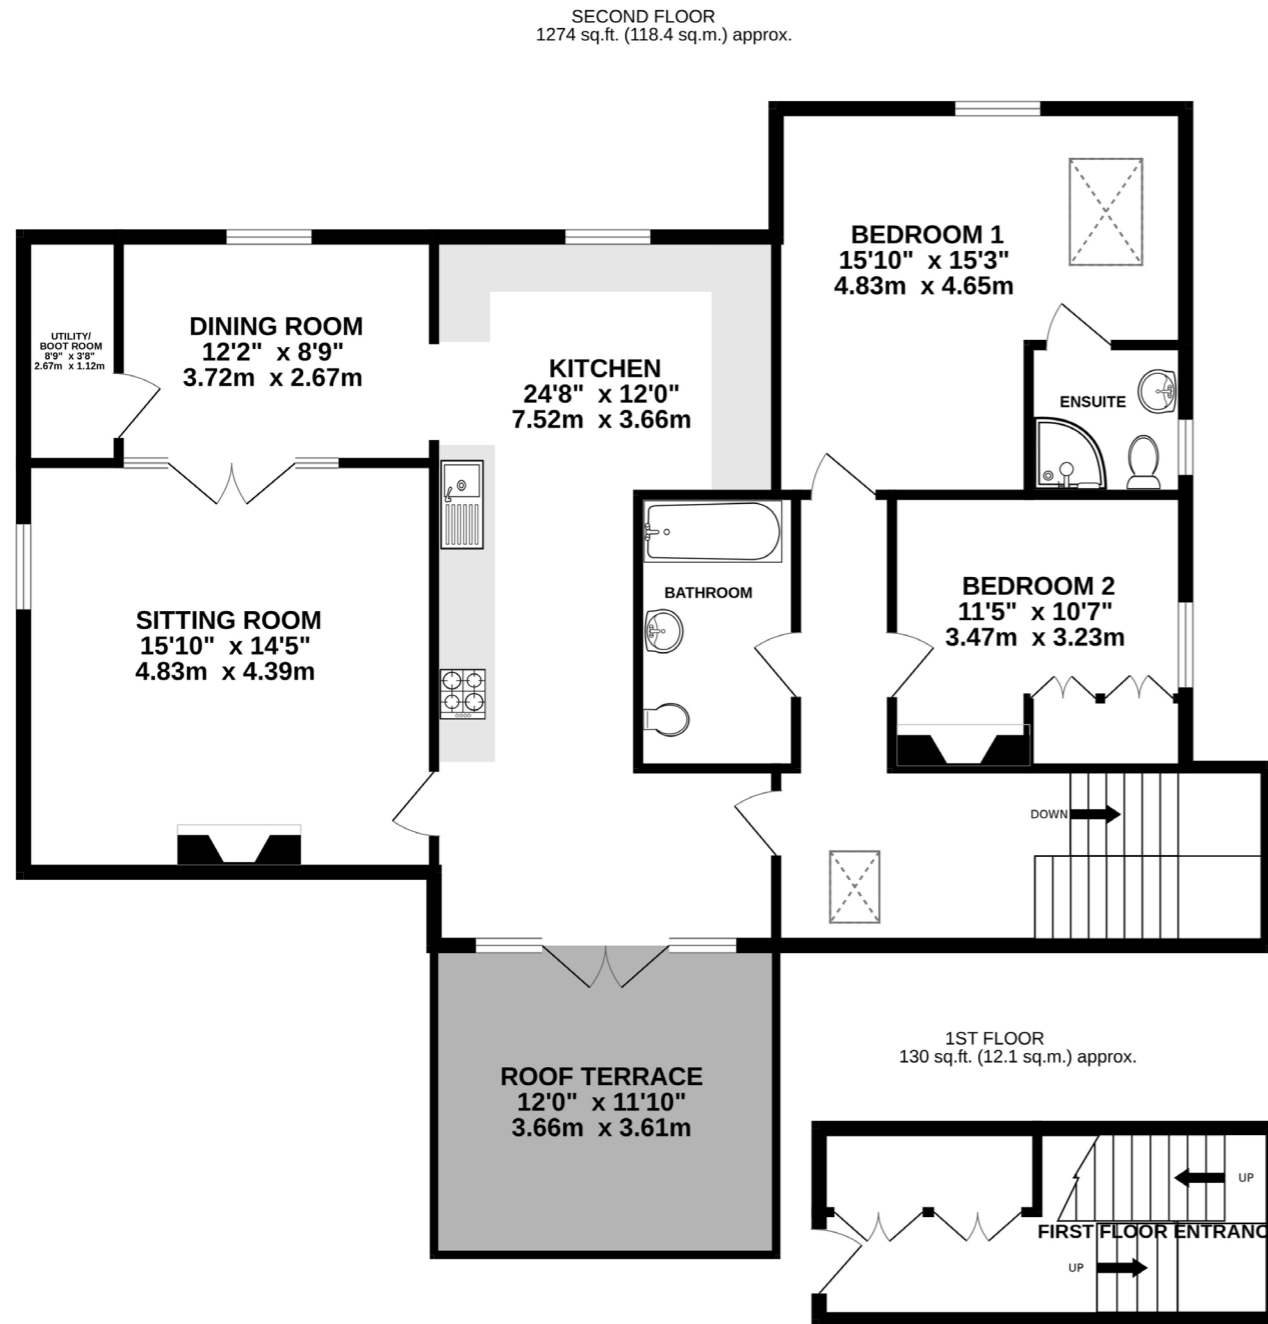 SECOND FLOOR
1274 sq.ft. (118.4 sq.m.) approx.
BEDROOM 1
15'10" x 15'3"
4.83m x 4.65m
UTILITY/
BOOT ROOM
8'9" x 3'8"
2.67m x 1.12m
DINING ROOM
12'2" x 8'9"
3.72m x 2.67m
KITCHEN
24'8" x 12'0"
7.52m x 3.66m
ENSUITE
SITTING ROOM
15'10" x 14'5"
4.83m x 4.39m
BATHROOM
BEDROOM 2
11'5" x 10'7"
3.47m x 3.23m
DOWN
ROOF TERRACE
12'0" x 11'10"
3.66m x 3.61m
1ST FLOOR
130 sq.ft. (12.1 sq.m.) approx.
UP
FIRST FLOOR ENTRANC
UP